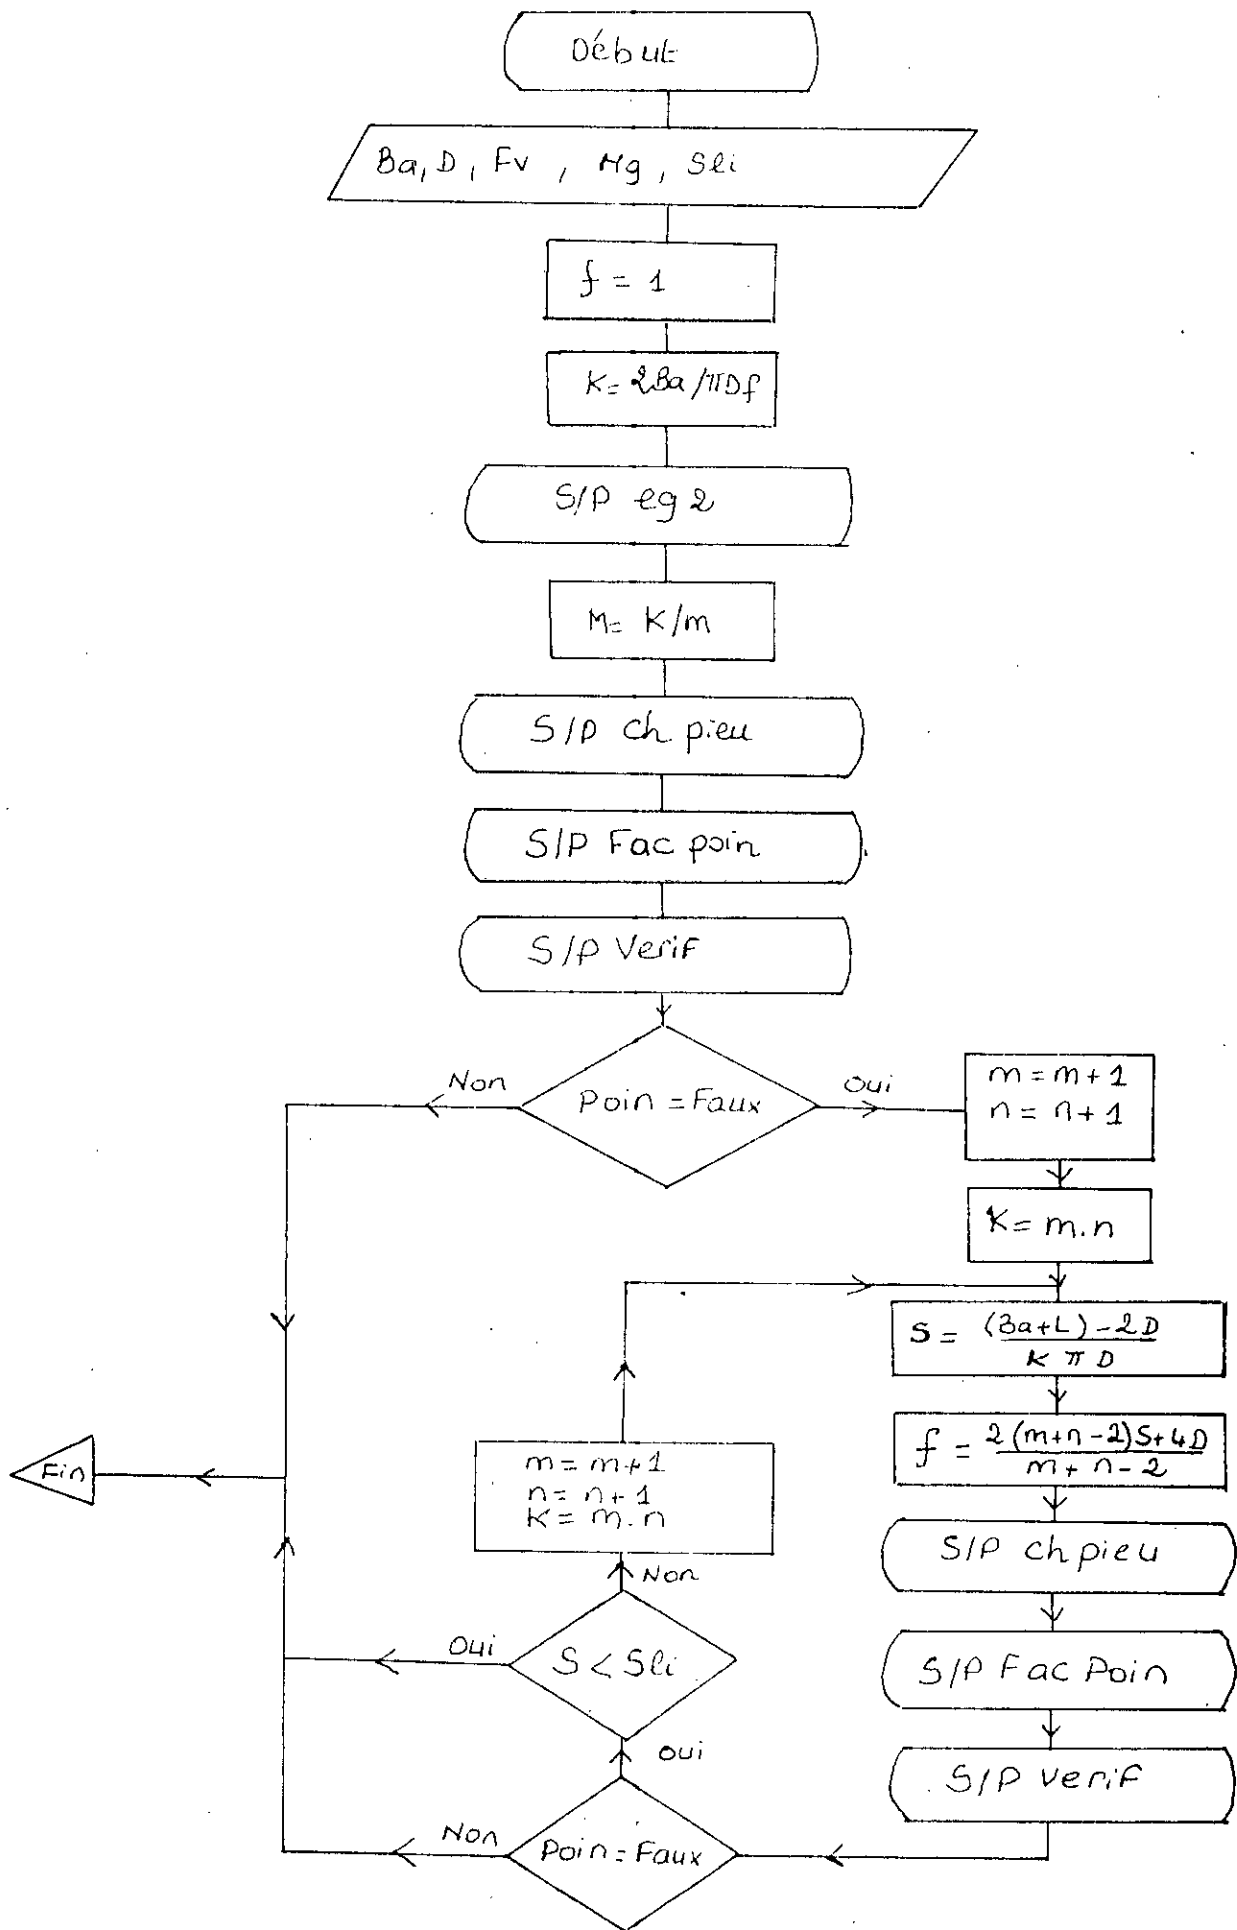 Début
Ba, D, Fv, Mg, Sli
f = 1
K = 2Ba/πDf
S/P eg 2
M = K/m
S/P ch pieu
S/P Fac poin
S/P Verif
Non
Poin = Faux
Oui
m = m + 1
n = n + 1
K = m.n
S = (Ba+L) - 2D
K π D
f = 2(m+n-2)S+4D
m + n - 2
Fin
m = m+1
n = n+1
K = m.n
S/P ch pieu
Non
Oui
S < Sli
S/P Fac Poin
Oui
S/P Verif
Non
Poin = Faux